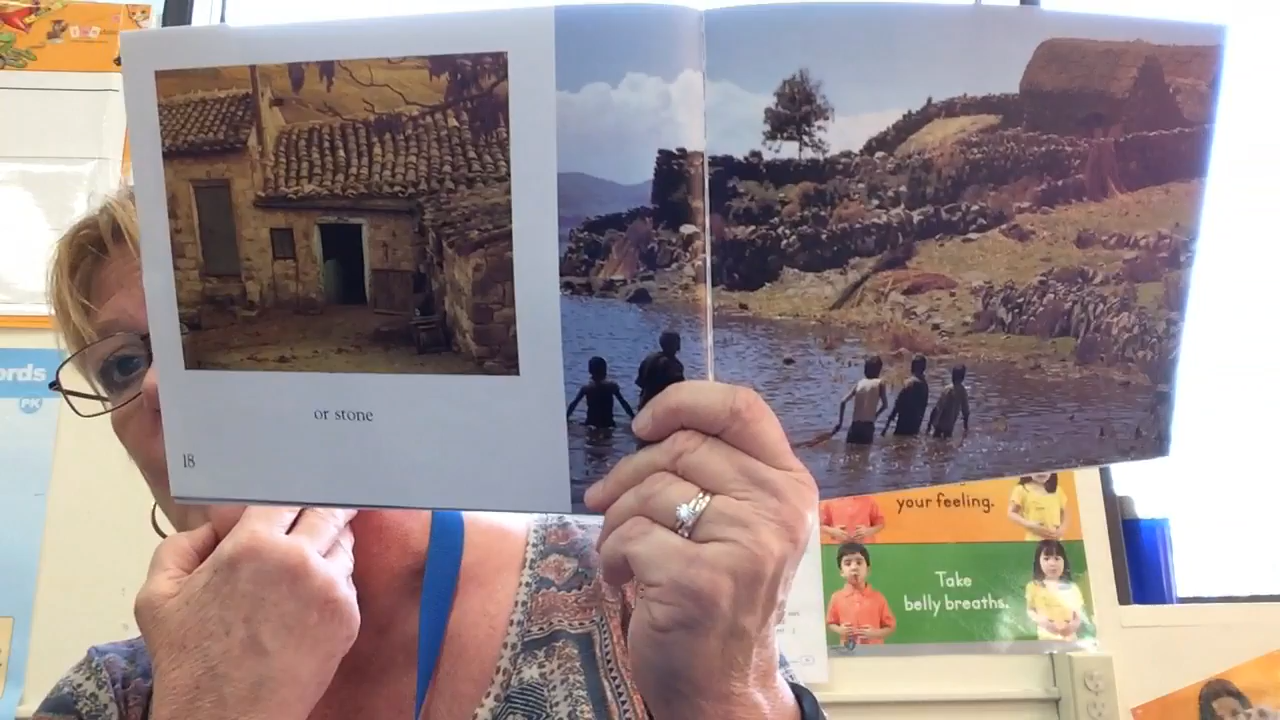 or stone
18
ords
PK
your feeling.
Take
belly breaths.